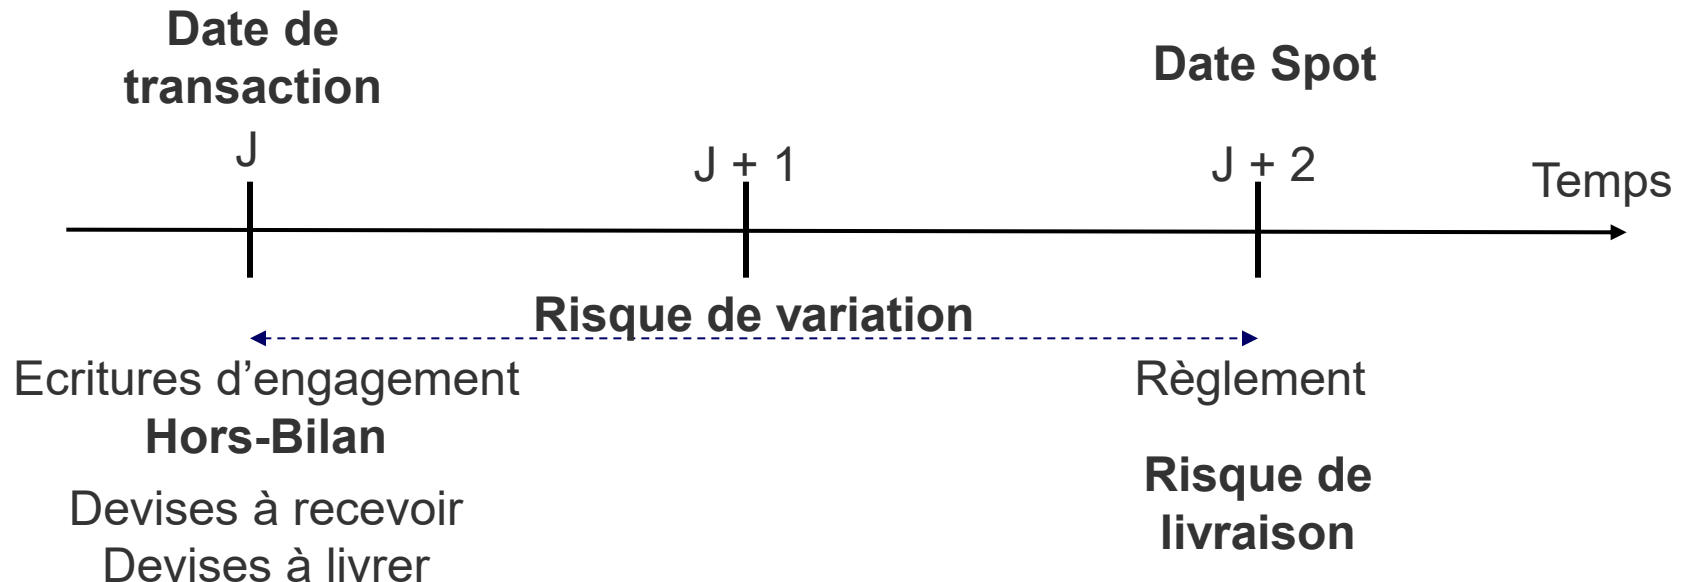 Date de
transaction
Date Spot
J
J + 1
J + 2
Temps
Risque de variation
Ecritures d’engagement
Hors-Bilan
Devises à recevoir
Devises à livrer
Règlement
Risque de
livraison